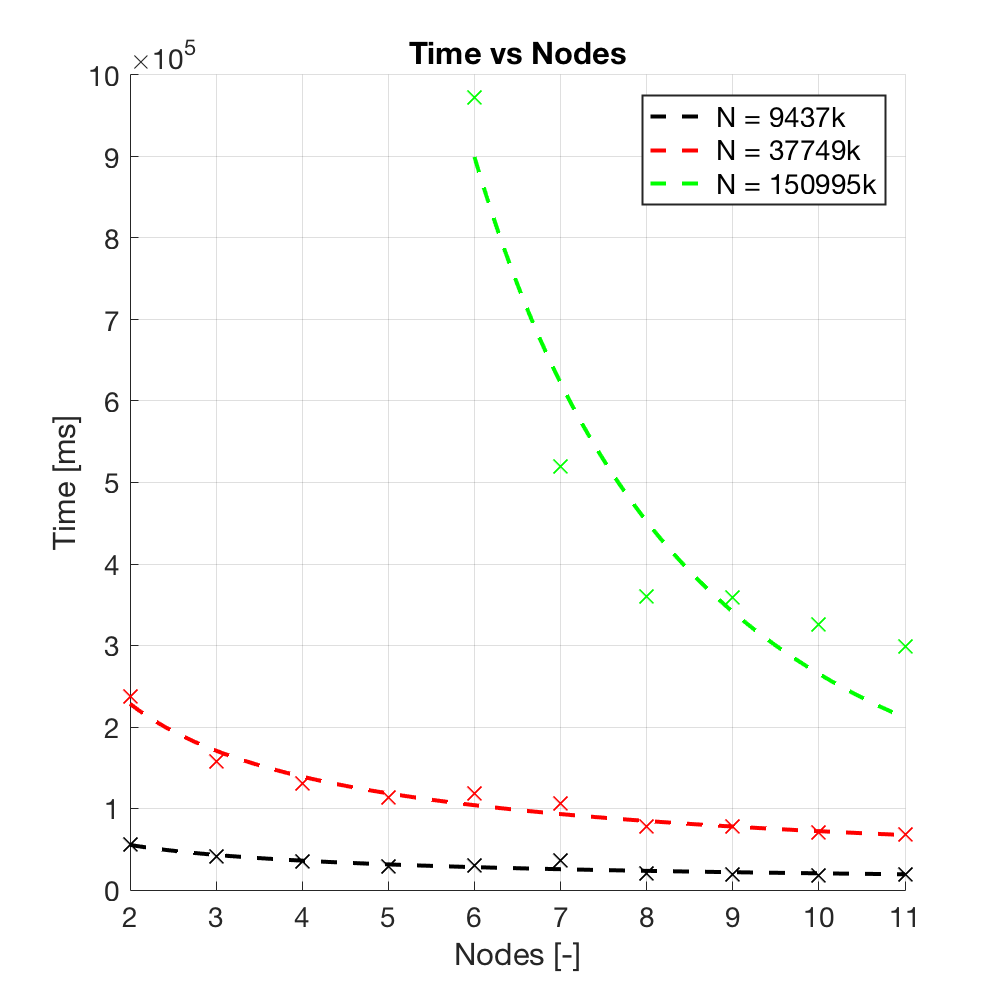 Time vs Nodes
×10^5
10
9
8
7
6
5
4
3
2
1
0
Time [ms]
N = 9437k
N = 37749k
N = 150995k
2 3 4 5 6 7 8 9 10 11
Nodes [-]